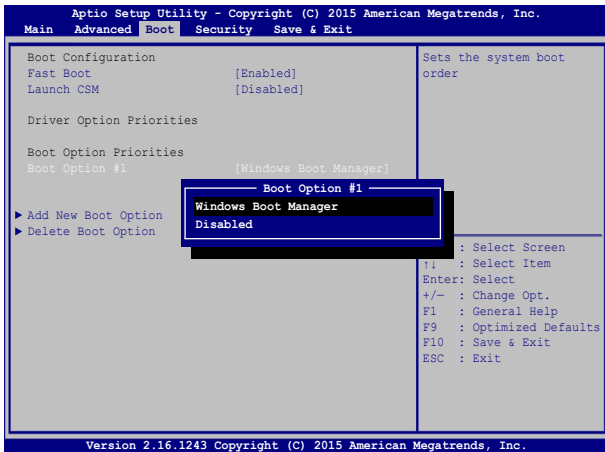 Aptio Setup Utility - Copyright (C) 2015 American Megatrends, Inc.
Main Advanced Boot Security Save & Exit
Boot Configuration
Fast Boot [Enabled]
Launch CSM [Disabled]
Driver Option Priorities
Boot Option Priorities
Boot Option #1 [Windows Boot Manager]
Boot Option #1
Windows Boot Manager
Disabled
Add New Boot Option
Delete Boot Option
Sets the system boot
order
: Select Screen
↑↓ : Select Item
Enter: Select
+/— : Change Opt.
F1 : General Help
F9 : Optimized Defaults
F10 : Save & Exit
ESC : Exit
Version 2.16.1243 Copyright (C) 2015 American Megatrends, Inc.